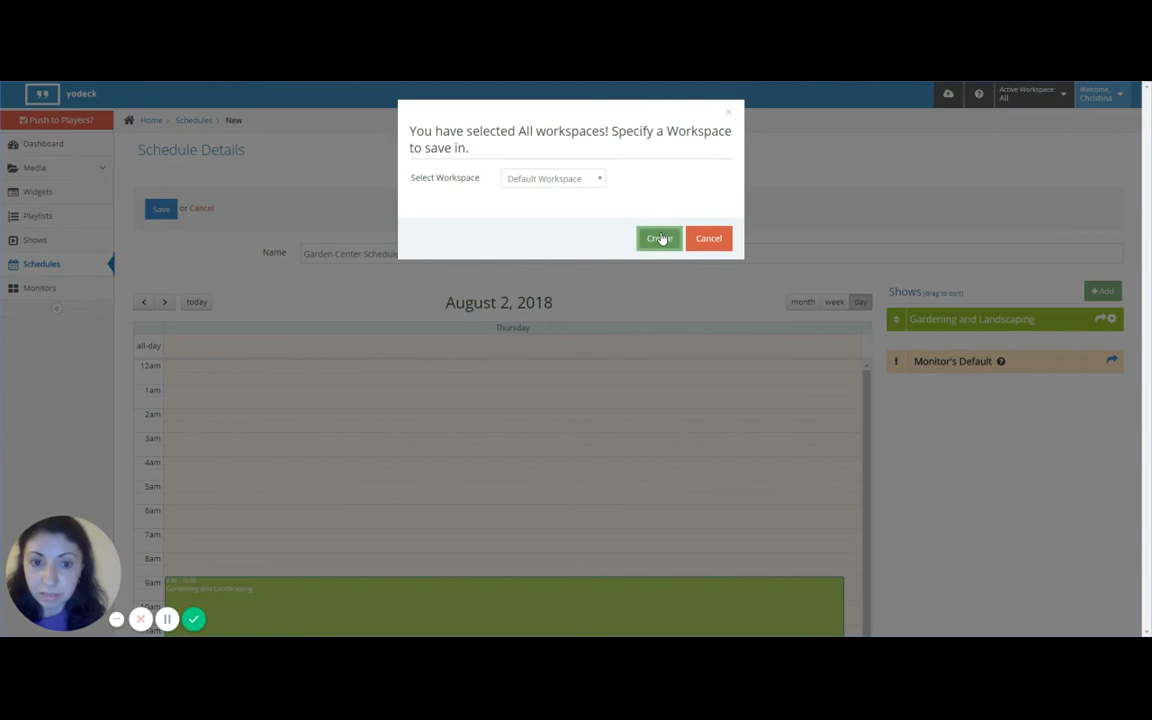 yodeck
Active Workspace:
All
Welcome,
Christina
Push to Players?
Home > Schedules > New
Dashboard
Schedule Details
Media
Widgets
Playlists
Shows
Schedules
Monitors
You have selected All workspaces! Specify a Workspace
to save in.
Select Workspace Default Workspace
Cancel
Save or Cancel
Name Garden Center Schedule
today August 2, 2018 month week day
Shows (drag to sort) +Add
Thursday
Gardening and Landscaping
all-day
Monitor's Default
12am
1am
2am
3am
4am
5am
6am
7am
8am
9am
Gardening and Landscaping
10am